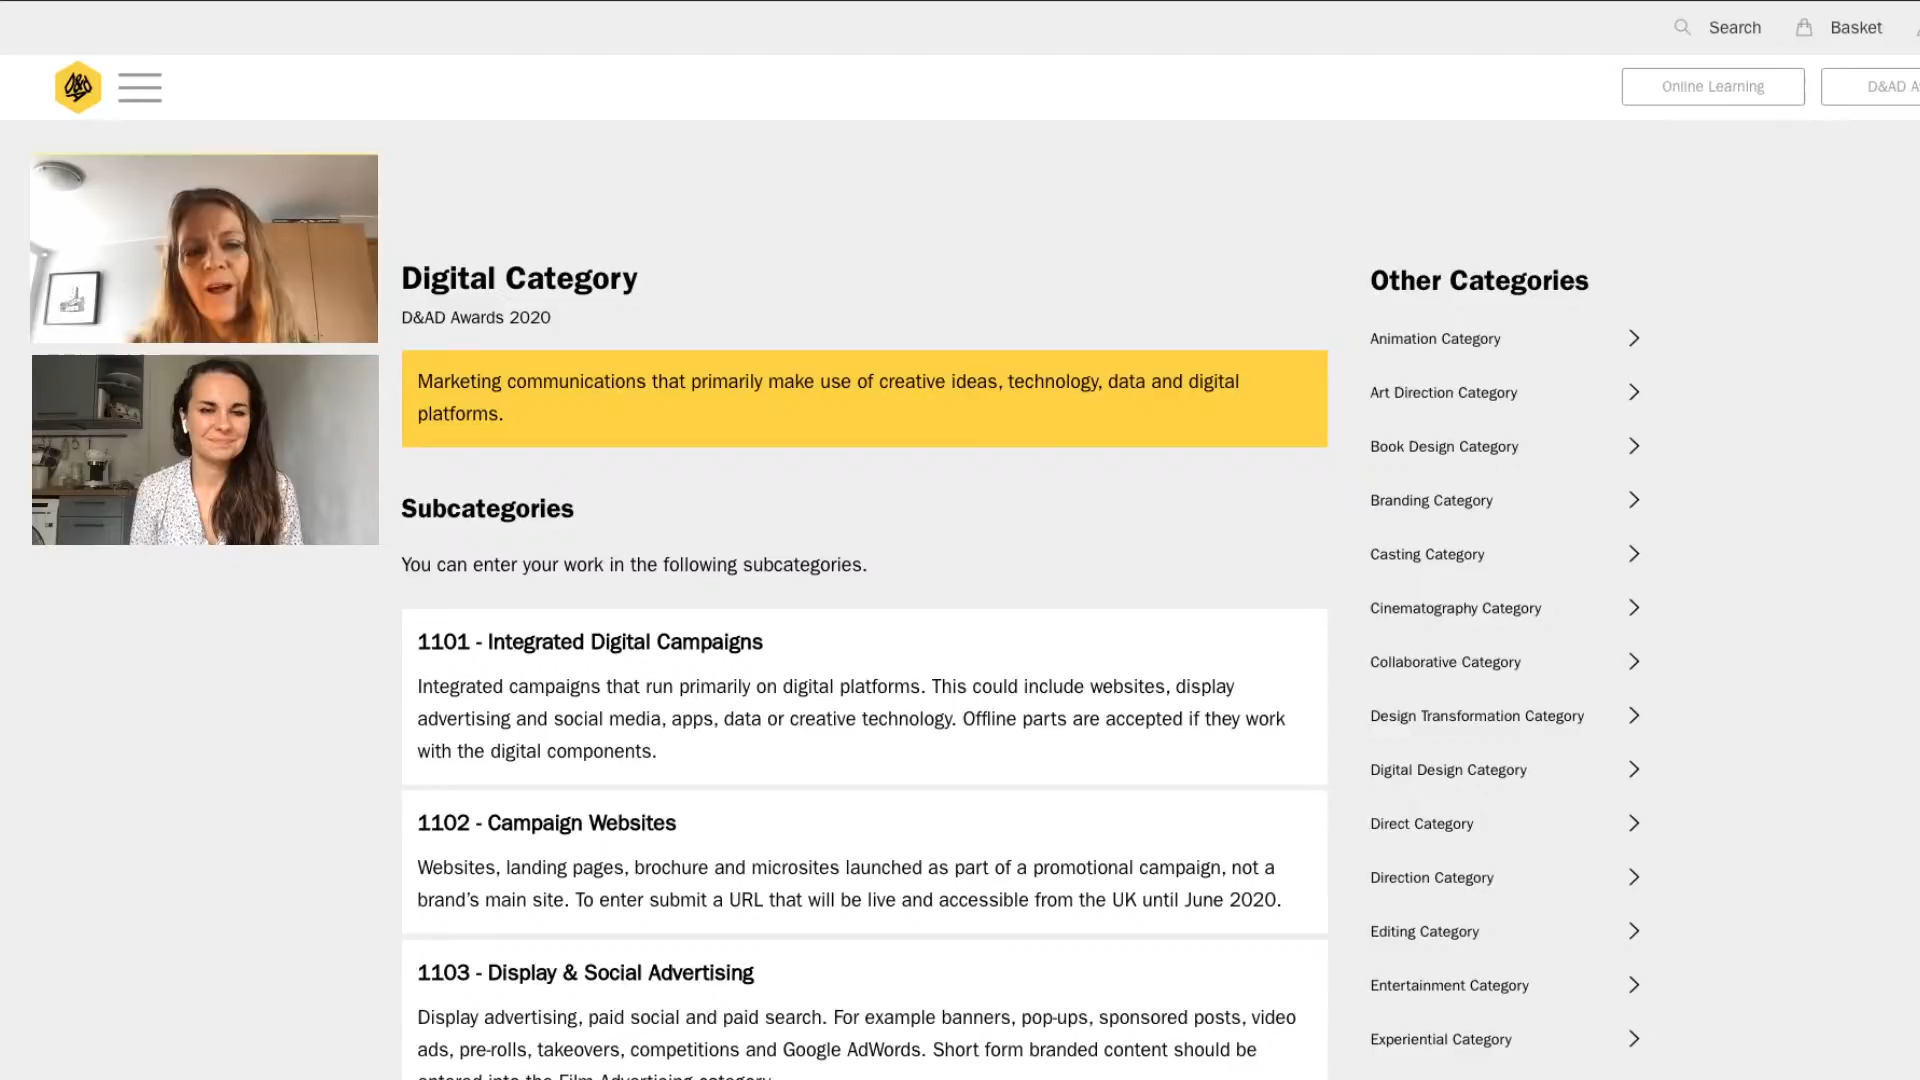 Search
Basket
D&AD
Online Learning
D&AD
Digital Category
D&AD Awards 2020
Marketing communications that primarily make use of creative ideas, technology, data and digital
platforms.
Subcategories
You can enter your work in the following subcategories.
1101 - Integrated Digital Campaigns
Integrated campaigns that run primarily on digital platforms. This could include websites, display
advertising and social media, apps, data or creative technology. Offline parts are accepted if they work
with the digital components.
1102 - Campaign Websites
Websites, landing pages, brochure and microsites launched as part of a promotional campaign, not a
brand's main site. To enter submit a URL that will be live and accessible from the UK until June 2020.
1103 - Display & Social Advertising
Display advertising, paid social and paid search. For example banners, pop-ups, sponsored posts, video
ads, pre-rolls, takeovers, competitions and Google AdWords. Short form branded content should be
entered into the Film Advertising category.
Other Categories
Animation Category
Art Direction Category
Book Design Category
Branding Category
Casting Category
Cinematography Category
Collaborative Category
Design Transformation Category
Digital Design Category
Direct Category
Direction Category
Editing Category
Entertainment Category
Experiential Category